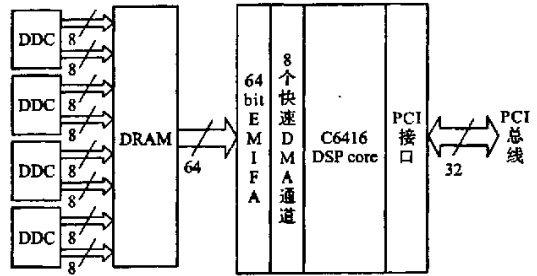 DDC
8
8
DDC
8
8
DDC
8
8
DDC
8
8
DRAM
64
64
bit
E
M
I
F
A
8
个
快
速
D
M
A
通
道
C6416
DSP core
PCI
接
口
32
PCI
总
线